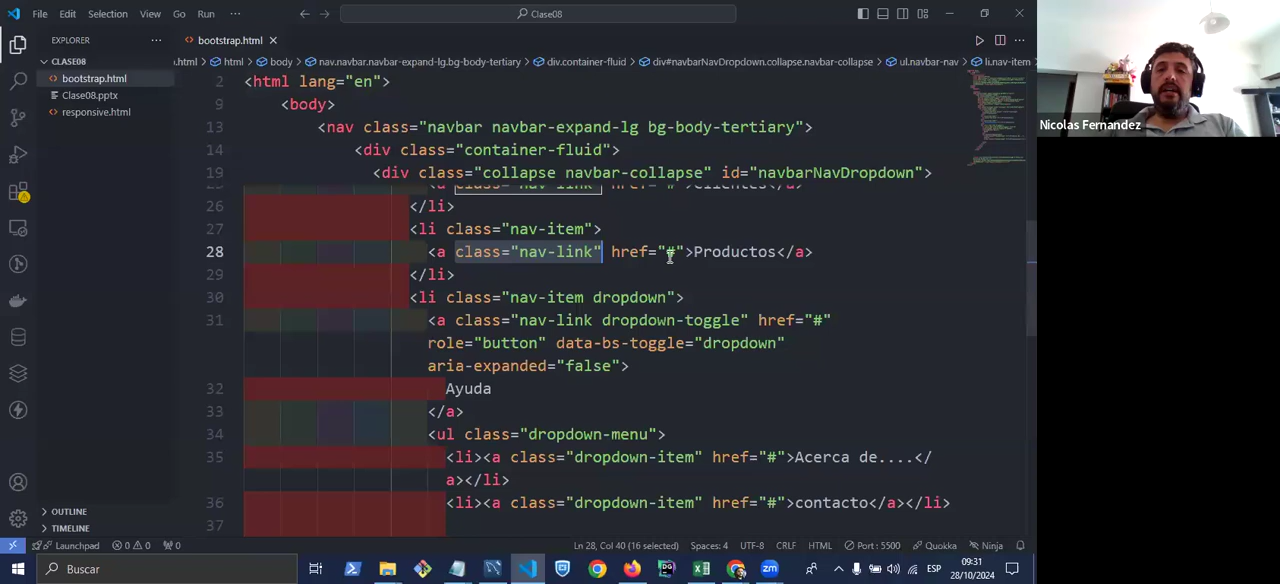 File Edit Selection View Go Run ··· Clase08
EXPLORER ··· bootstrap.html
CLASE08
bootstrap.html
Clase08.pptx
responsive.html
.html html body nav.navbar.navbar-expand-lg.bg-body-tertiary div.container-fluid div#navbarNavDropdown.collapse.navbar-collapse ul.navbar-nav li.nav-item
2 <html lang="en">
9 <body>
13 <nav class="navbar navbar-expand-lg bg-body-tertiary">
14 <div class="container-fluid">
19 <div class="collapse navbar-collapse" id="navbarNavDropdown">
25 <a class="nav-link" href="#">Clientes</a>
26 </li>
27 <li class="nav-item">
28 <a class="nav-link" href="#">Productos</a>
29 </li>
30 <li class="nav-item dropdown">
31 <a class="nav-link dropdown-toggle" href="#"
role="button" data-bs-toggle="dropdown"
aria-expanded="false">
32 Ayuda
33 </a>
34 <ul class="dropdown-menu">
35 <li><a class="dropdown-item" href="#">Acerca de....</
a></li>
36 <li><a class="dropdown-item" href="#">contacto</a></li>
37
OUTLINE
TIMELINE
Launchpad 0 0 0 Ln 28, Col 40 (16 selected) Spaces: 4 UTF-8 CRLF HTML Port : 5500 Quokka Ninja
Buscar
ESP
09:31
28/10/2024
Nicolas Fernandez